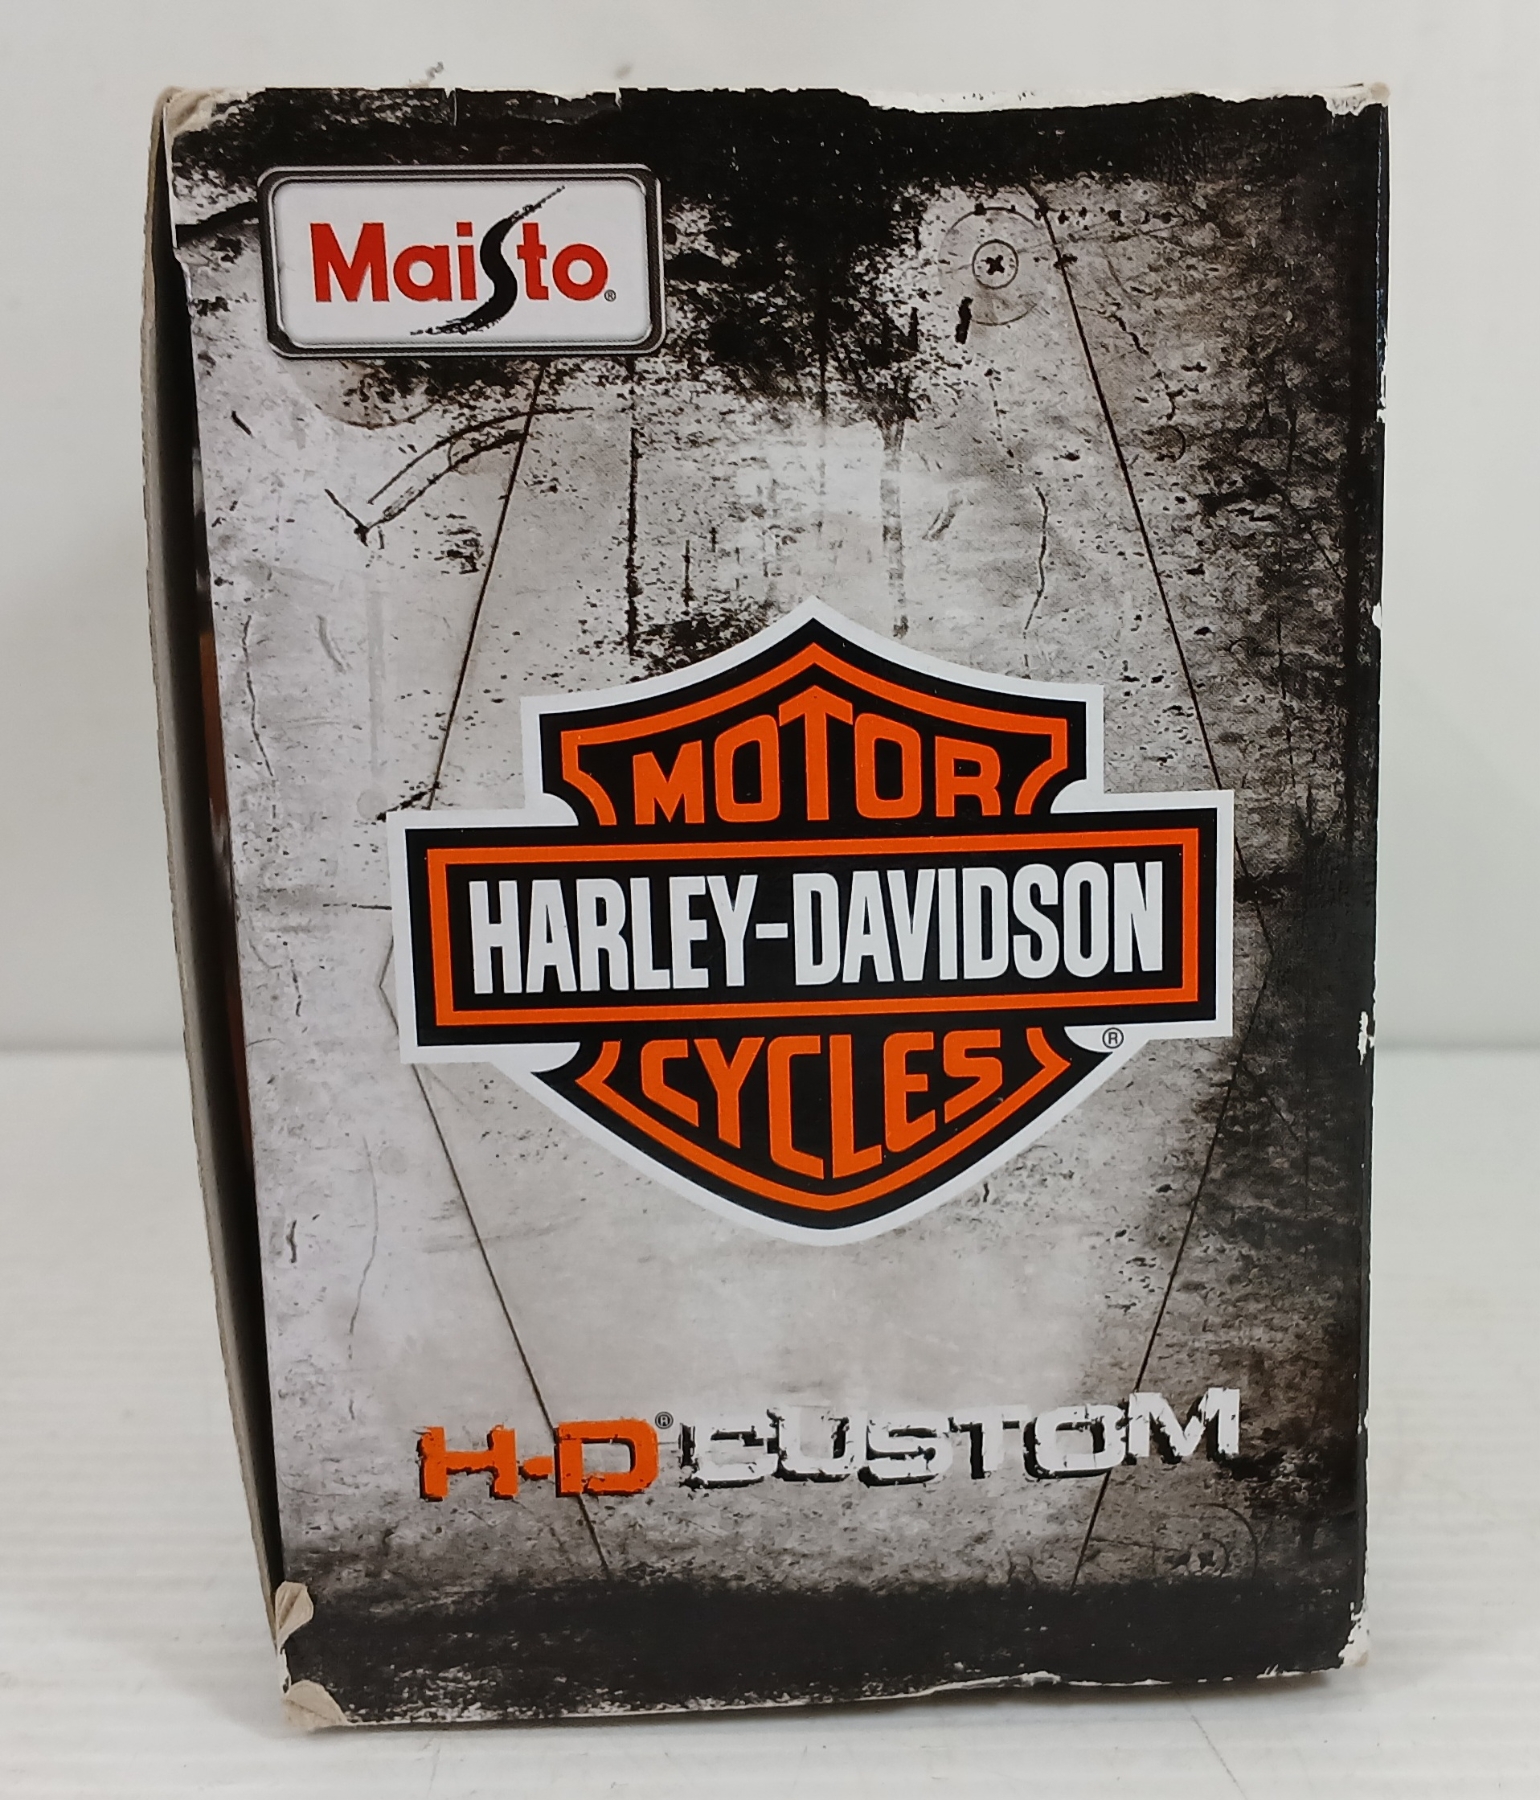 Maisto®
MOTOR
HARLEY-DAVIDSON
CYCLES
®
H-D® CUSTOM